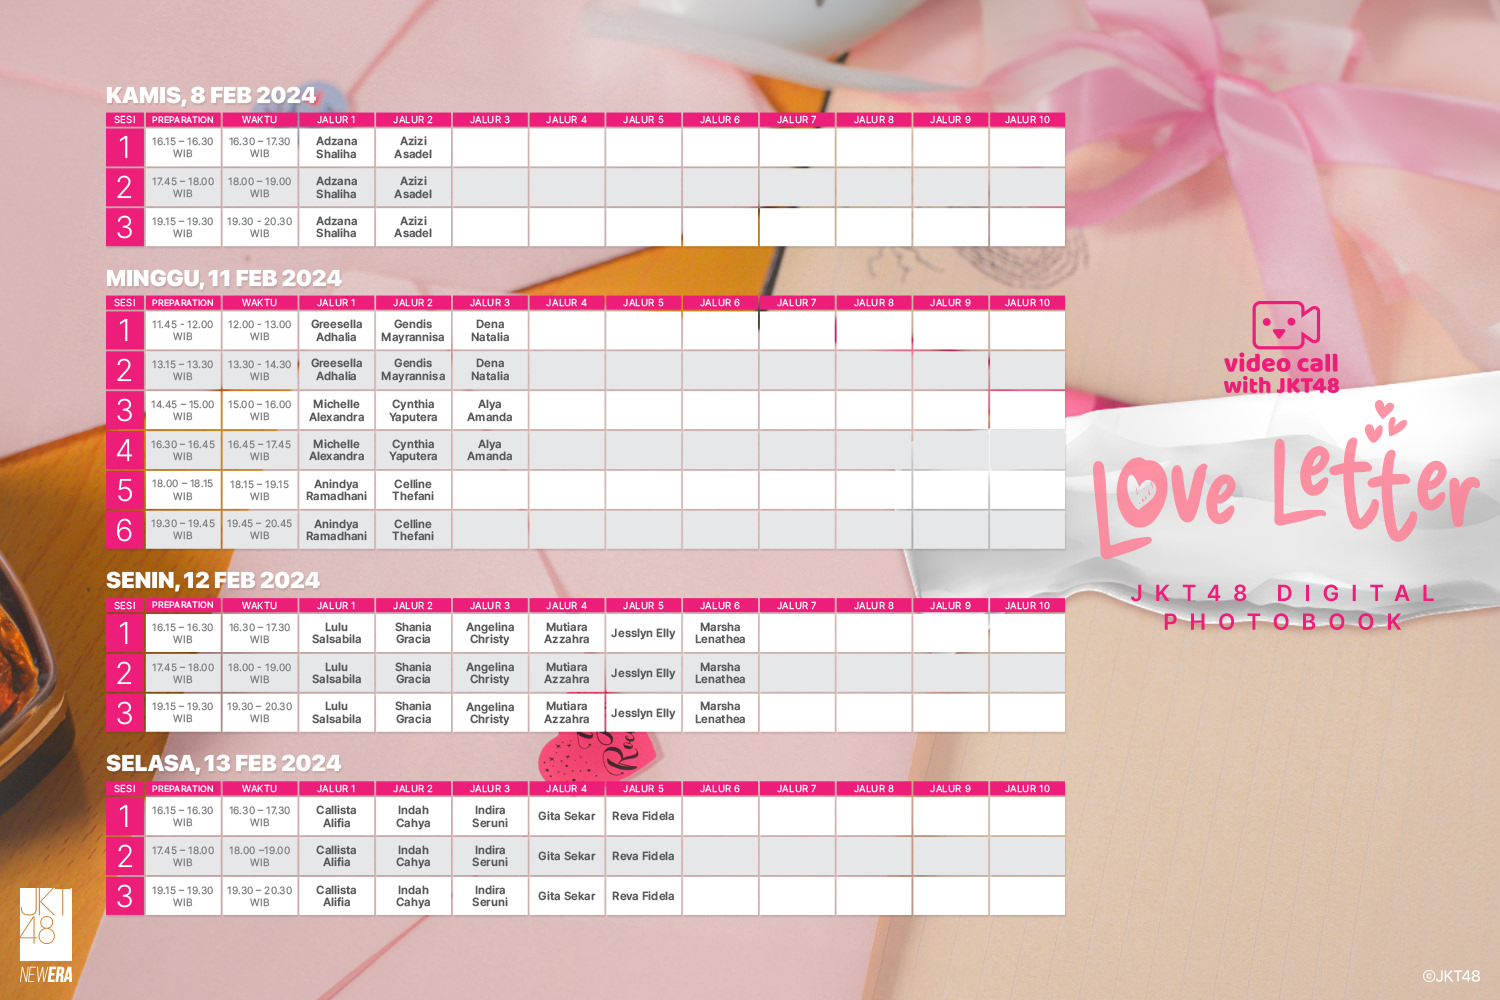 KAMIS, 8 FEB 2024
SESI PREPARATION WAKTU JALUR 1 JALUR 2 JALUR 3 JALUR 4 JALUR 5 JALUR 6 JALUR 7 JALUR 8 JALUR 9 JALUR 10
1 16.15 – 16.30 WIB 16.30 – 17.30 WIB Adzana Shaliha Azizi Asadel
2 17.45 – 18.00 WIB 18.00 – 19.00 WIB Adzana Shaliha Azizi Asadel
3 19.15 – 19.30 WIB 19.30 - 20.30 WIB Adzana Shaliha Azizi Asadel
MINGGU, 11 FEB 2024
SESI PREPARATION WAKTU JALUR 1 JALUR 2 JALUR 3 JALUR 4 JALUR 5 JALUR 6 JALUR 7 JALUR 8 JALUR 9 JALUR 10
1 11.45 - 12.00 WIB 12.00 - 13.00 WIB Greesella Adhalia Gendis Mayrannisa Dena Natalia
2 13.15 – 13.30 WIB 13.30 - 14.30 WIB Greesella Adhalia Gendis Mayrannisa Dena Natalia
3 14.45 – 15.00 WIB 15.00 – 16.00 WIB Michelle Alexandra Cynthia Yaputera Alya Amanda
4 16.30 – 16.45 WIB 16.45 – 17.45 WIB Michelle Alexandra Cynthia Yaputera Alya Amanda
5 18.00 – 18.15 WIB 18.15 – 19.15 WIB Anindya Ramadhani Celline Thefani
6 19.30 – 19.45 WIB 19.45 – 20.45 WIB Anindya Ramadhani Celline Thefani
SENIN, 12 FEB 2024
SESI PREPARATION WAKTU JALUR 1 JALUR 2 JALUR 3 JALUR 4 JALUR 5 JALUR 6 JALUR 7 JALUR 8 JALUR 9 JALUR 10
1 16.15 – 16.30 WIB 16.30 – 17.30 WIB Lulu Salsabila Shania Gracia Angelina Christy Mutiara Azzahra Jesslyn Elly Marsha Lenathea
2 17.45 – 18.00 WIB 18.00 - 19.00 WIB Lulu Salsabila Shania Gracia Angelina Christy Mutiara Azzahra Jesslyn Elly Marsha Lenathea
3 19.15 – 19.30 WIB 19.30 – 20.30 WIB Lulu Salsabila Shania Gracia Angelina Christy Mutiara Azzahra Jesslyn Elly Marsha Lenathea
SELASA, 13 FEB 2024
SESI PREPARATION WAKTU JALUR 1 JALUR 2 JALUR 3 JALUR 4 JALUR 5 JALUR 6 JALUR 7 JALUR 8 JALUR 9 JALUR 10
1 16.15 – 16.30 WIB 16.30 – 17.30 WIB Callista Alifia Indah Cahya Indira Seruni Gita Sekar Reva Fidela
2 17.45 – 18.00 WIB 18.00 –19.00 WIB Callista Alifia Indah Cahya Indira Seruni Gita Sekar Reva Fidela
3 19.15 – 19.30 WIB 19.30 – 20.30 WIB Callista Alifia Indah Cahya Indira Seruni Gita Sekar Reva Fidela
video call
with JKT48
Love Letter
JKT48 DIGITAL
PHOTOBOOK
JKT
48
NEWERA
©JKT48